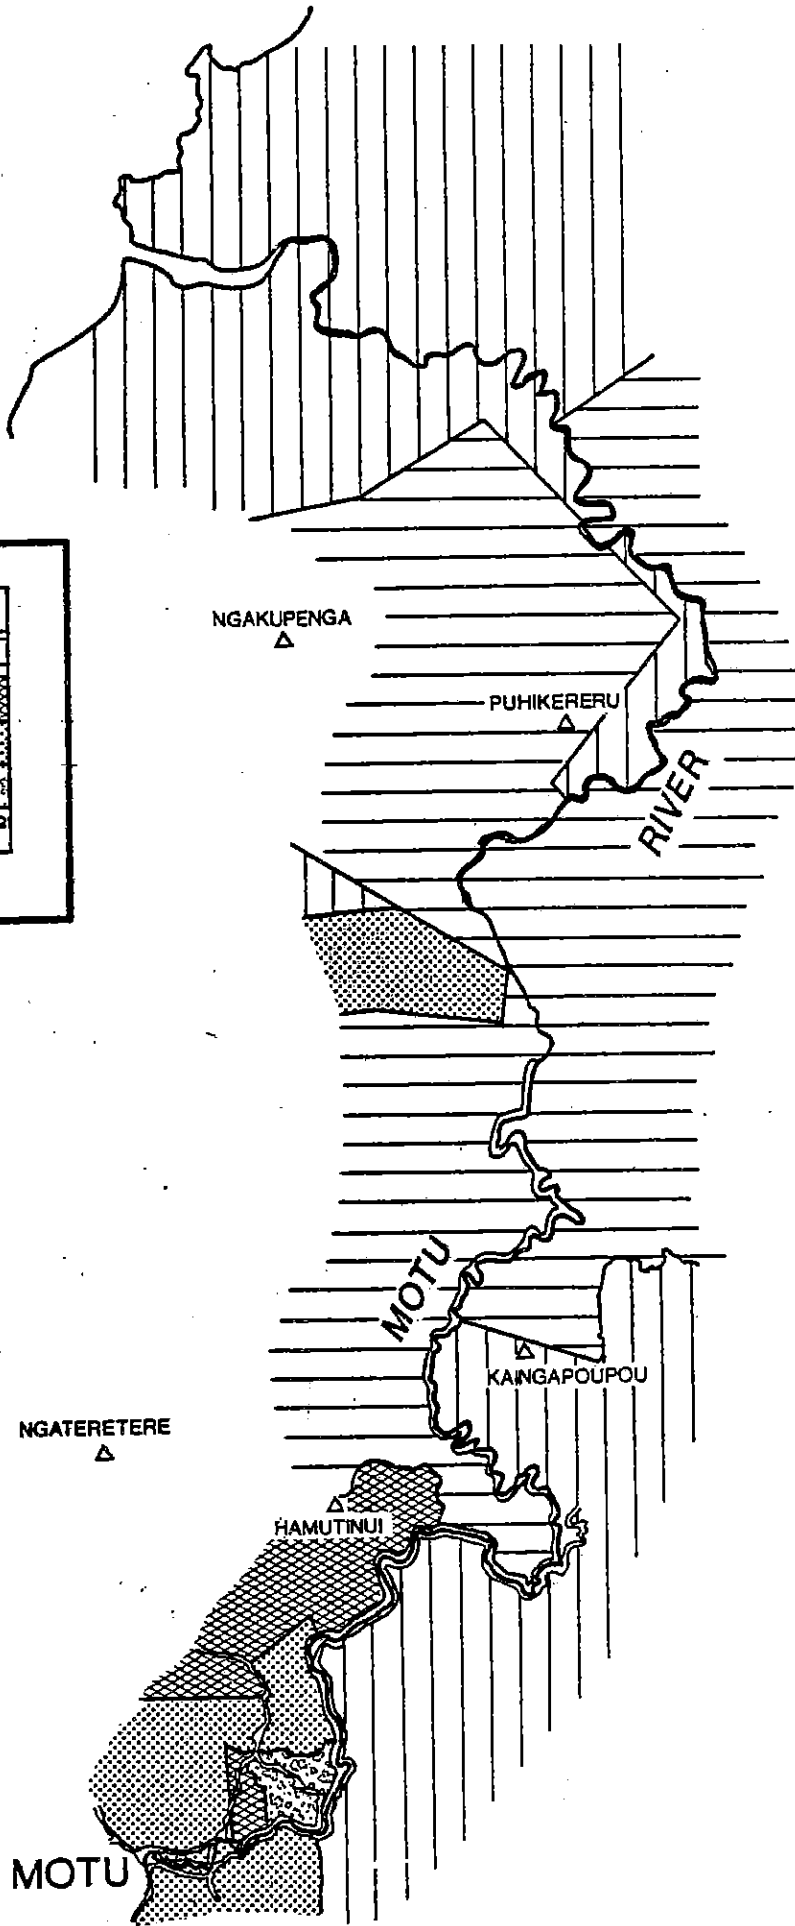 NGAKUPENGA
PUHIKERERU
RIVER
MOTU
KAINGAPOUPOU
NGATERETERE
HAMUTINUI
MOTU